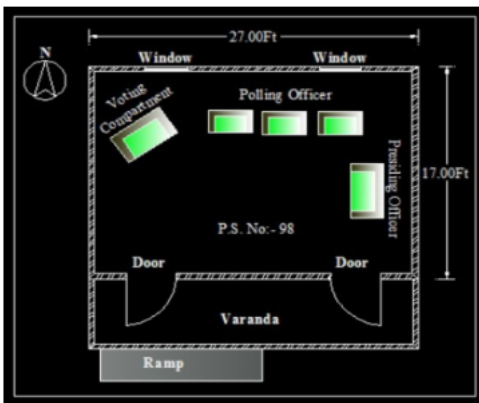 27.00Ft
N
Window
Window
Voting
Compartment
Polling Officer
Presiding Officer
17.00Ft
P.S. No:- 98
Door
Door
Varanda
Ramp